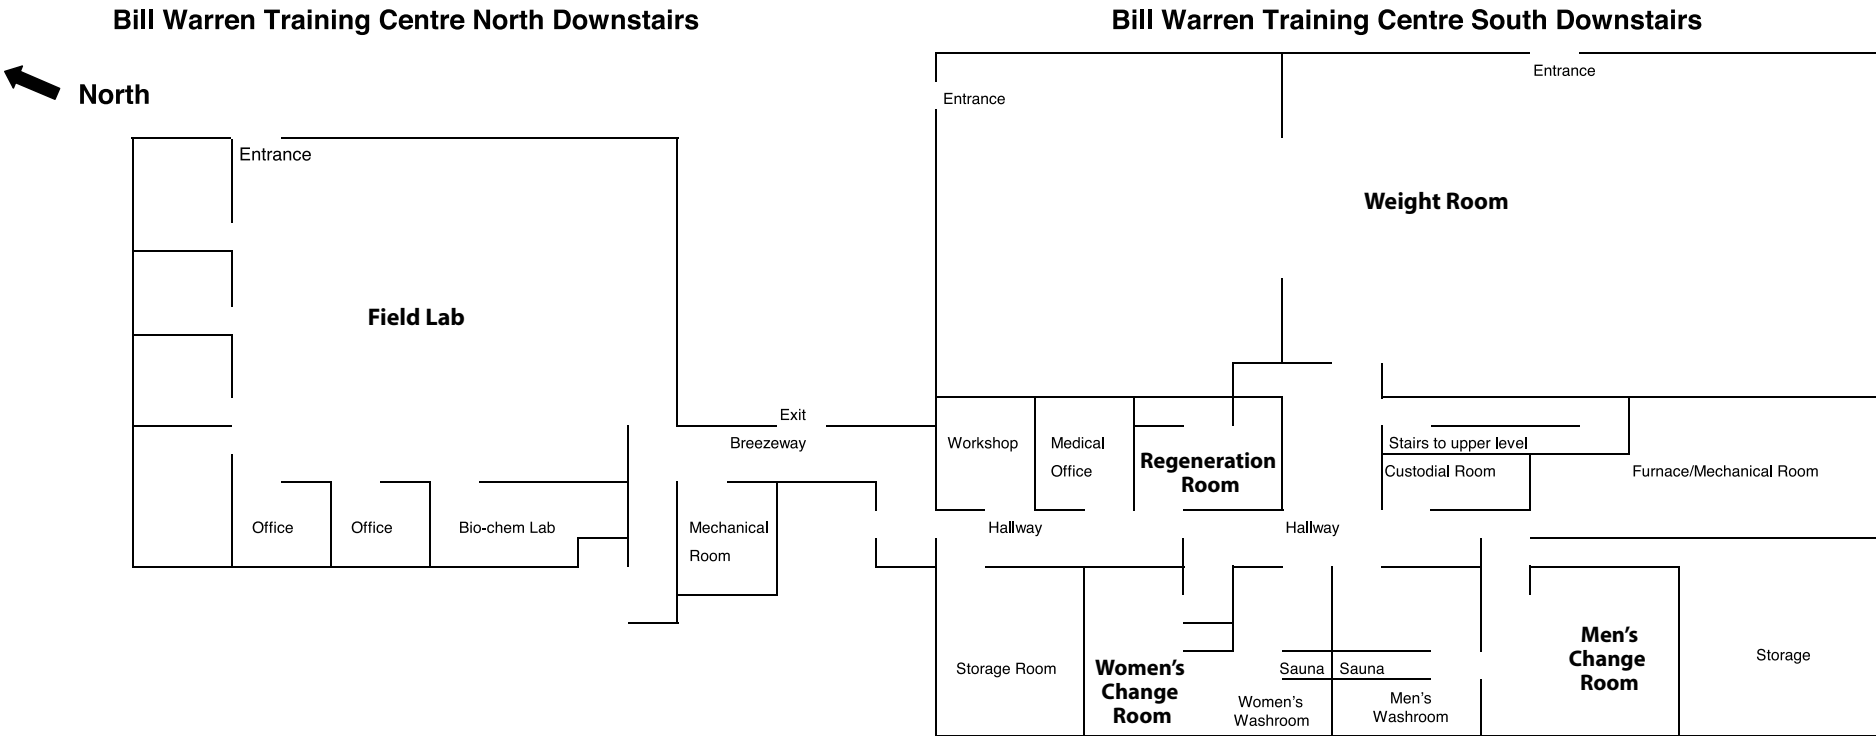 Bill Warren Training Centre North Downstairs
Bill Warren Training Centre South Downstairs
North
Entrance
Entrance
Entrance
Weight Room
Field Lab
Exit
Breezeway
Workshop
Medical
Office
Regeneration
Room
Stairs to upper level
Custodial Room
Furnace/Mechanical Room
Office
Office
Bio-chem Lab
Mechanical
Room
Hallway
Hallway
Storage Room
Women's
Change
Room
Sauna
Sauna
Women's
Washroom
Men's
Washroom
Men's
Change
Room
Storage